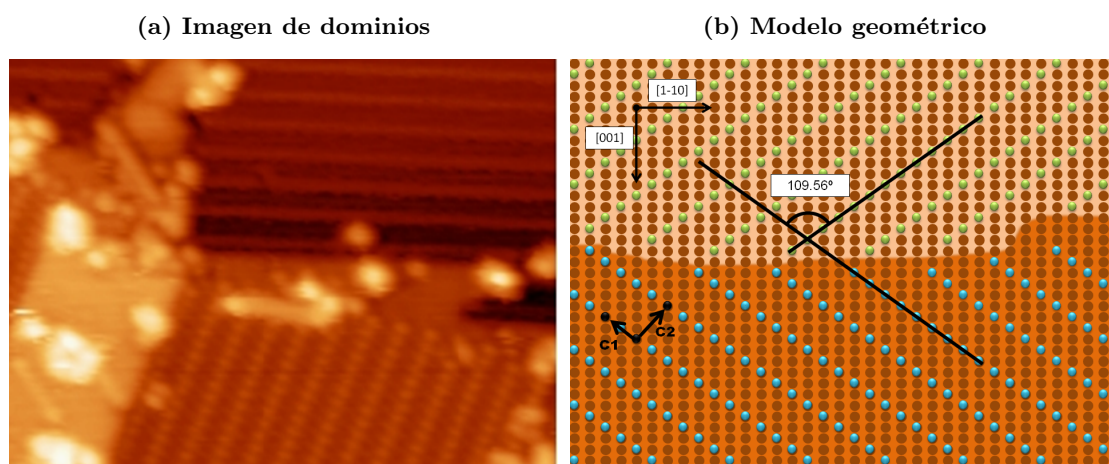 (a) Imagen de dominios
(b) Modelo geométrico
[1-10]
[001]
109.56º
C1
C2